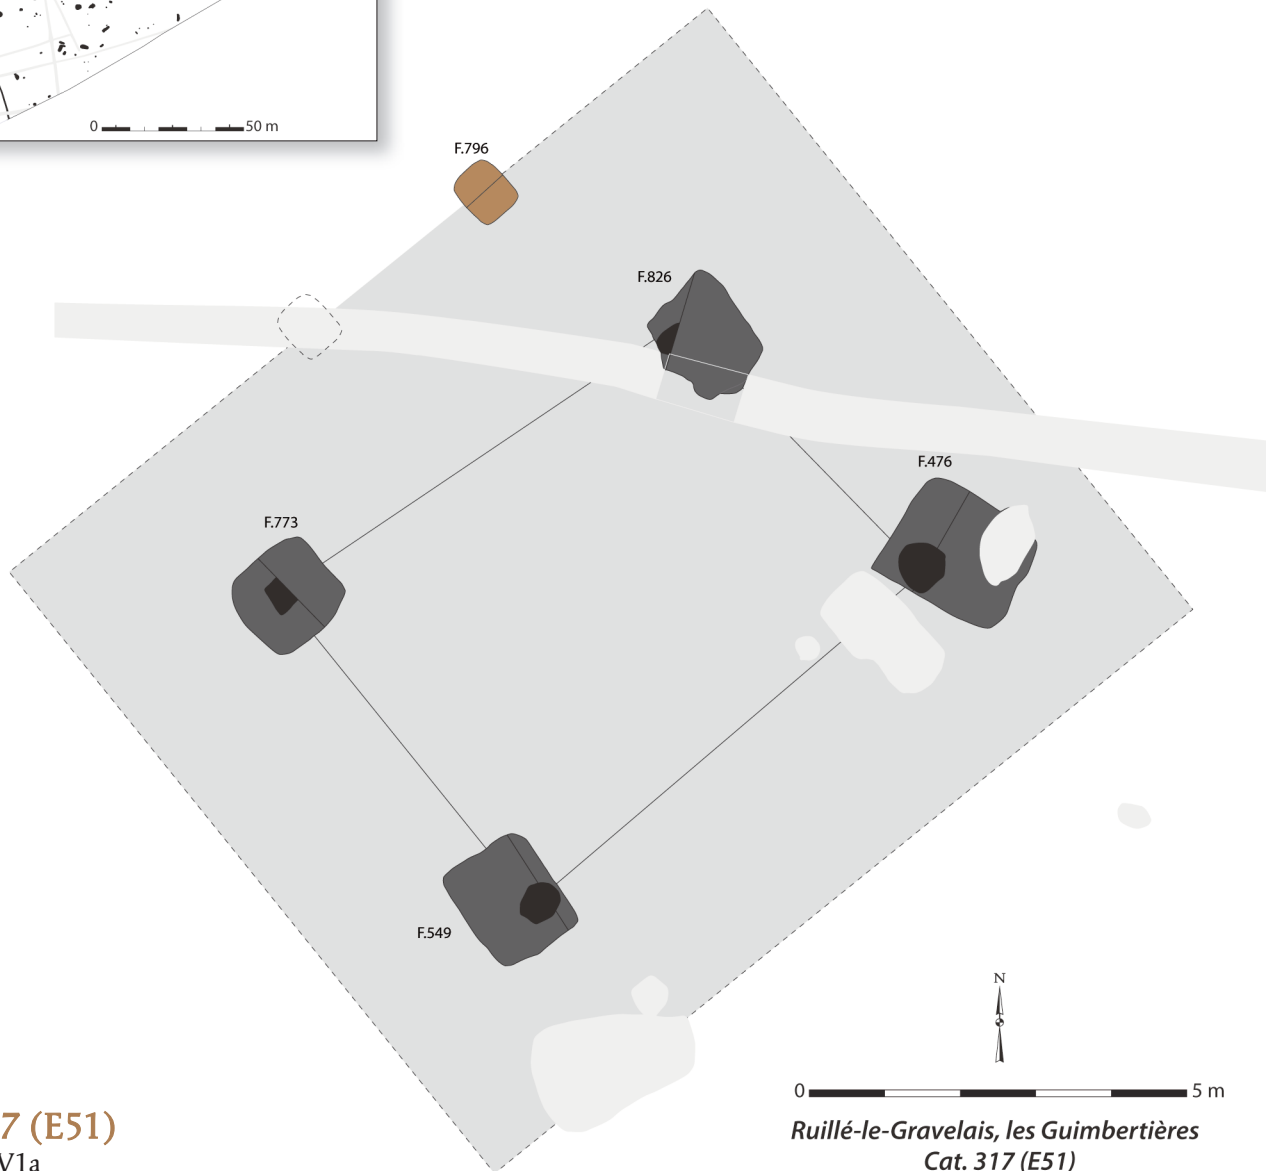 0 50 m
F.796
F.826
F.476
F.773
F.549
N
0 5 m
7 (E51)
V1a
Ruillé-le-Gravelais, les Guimbertières
Cat. 317 (E51)